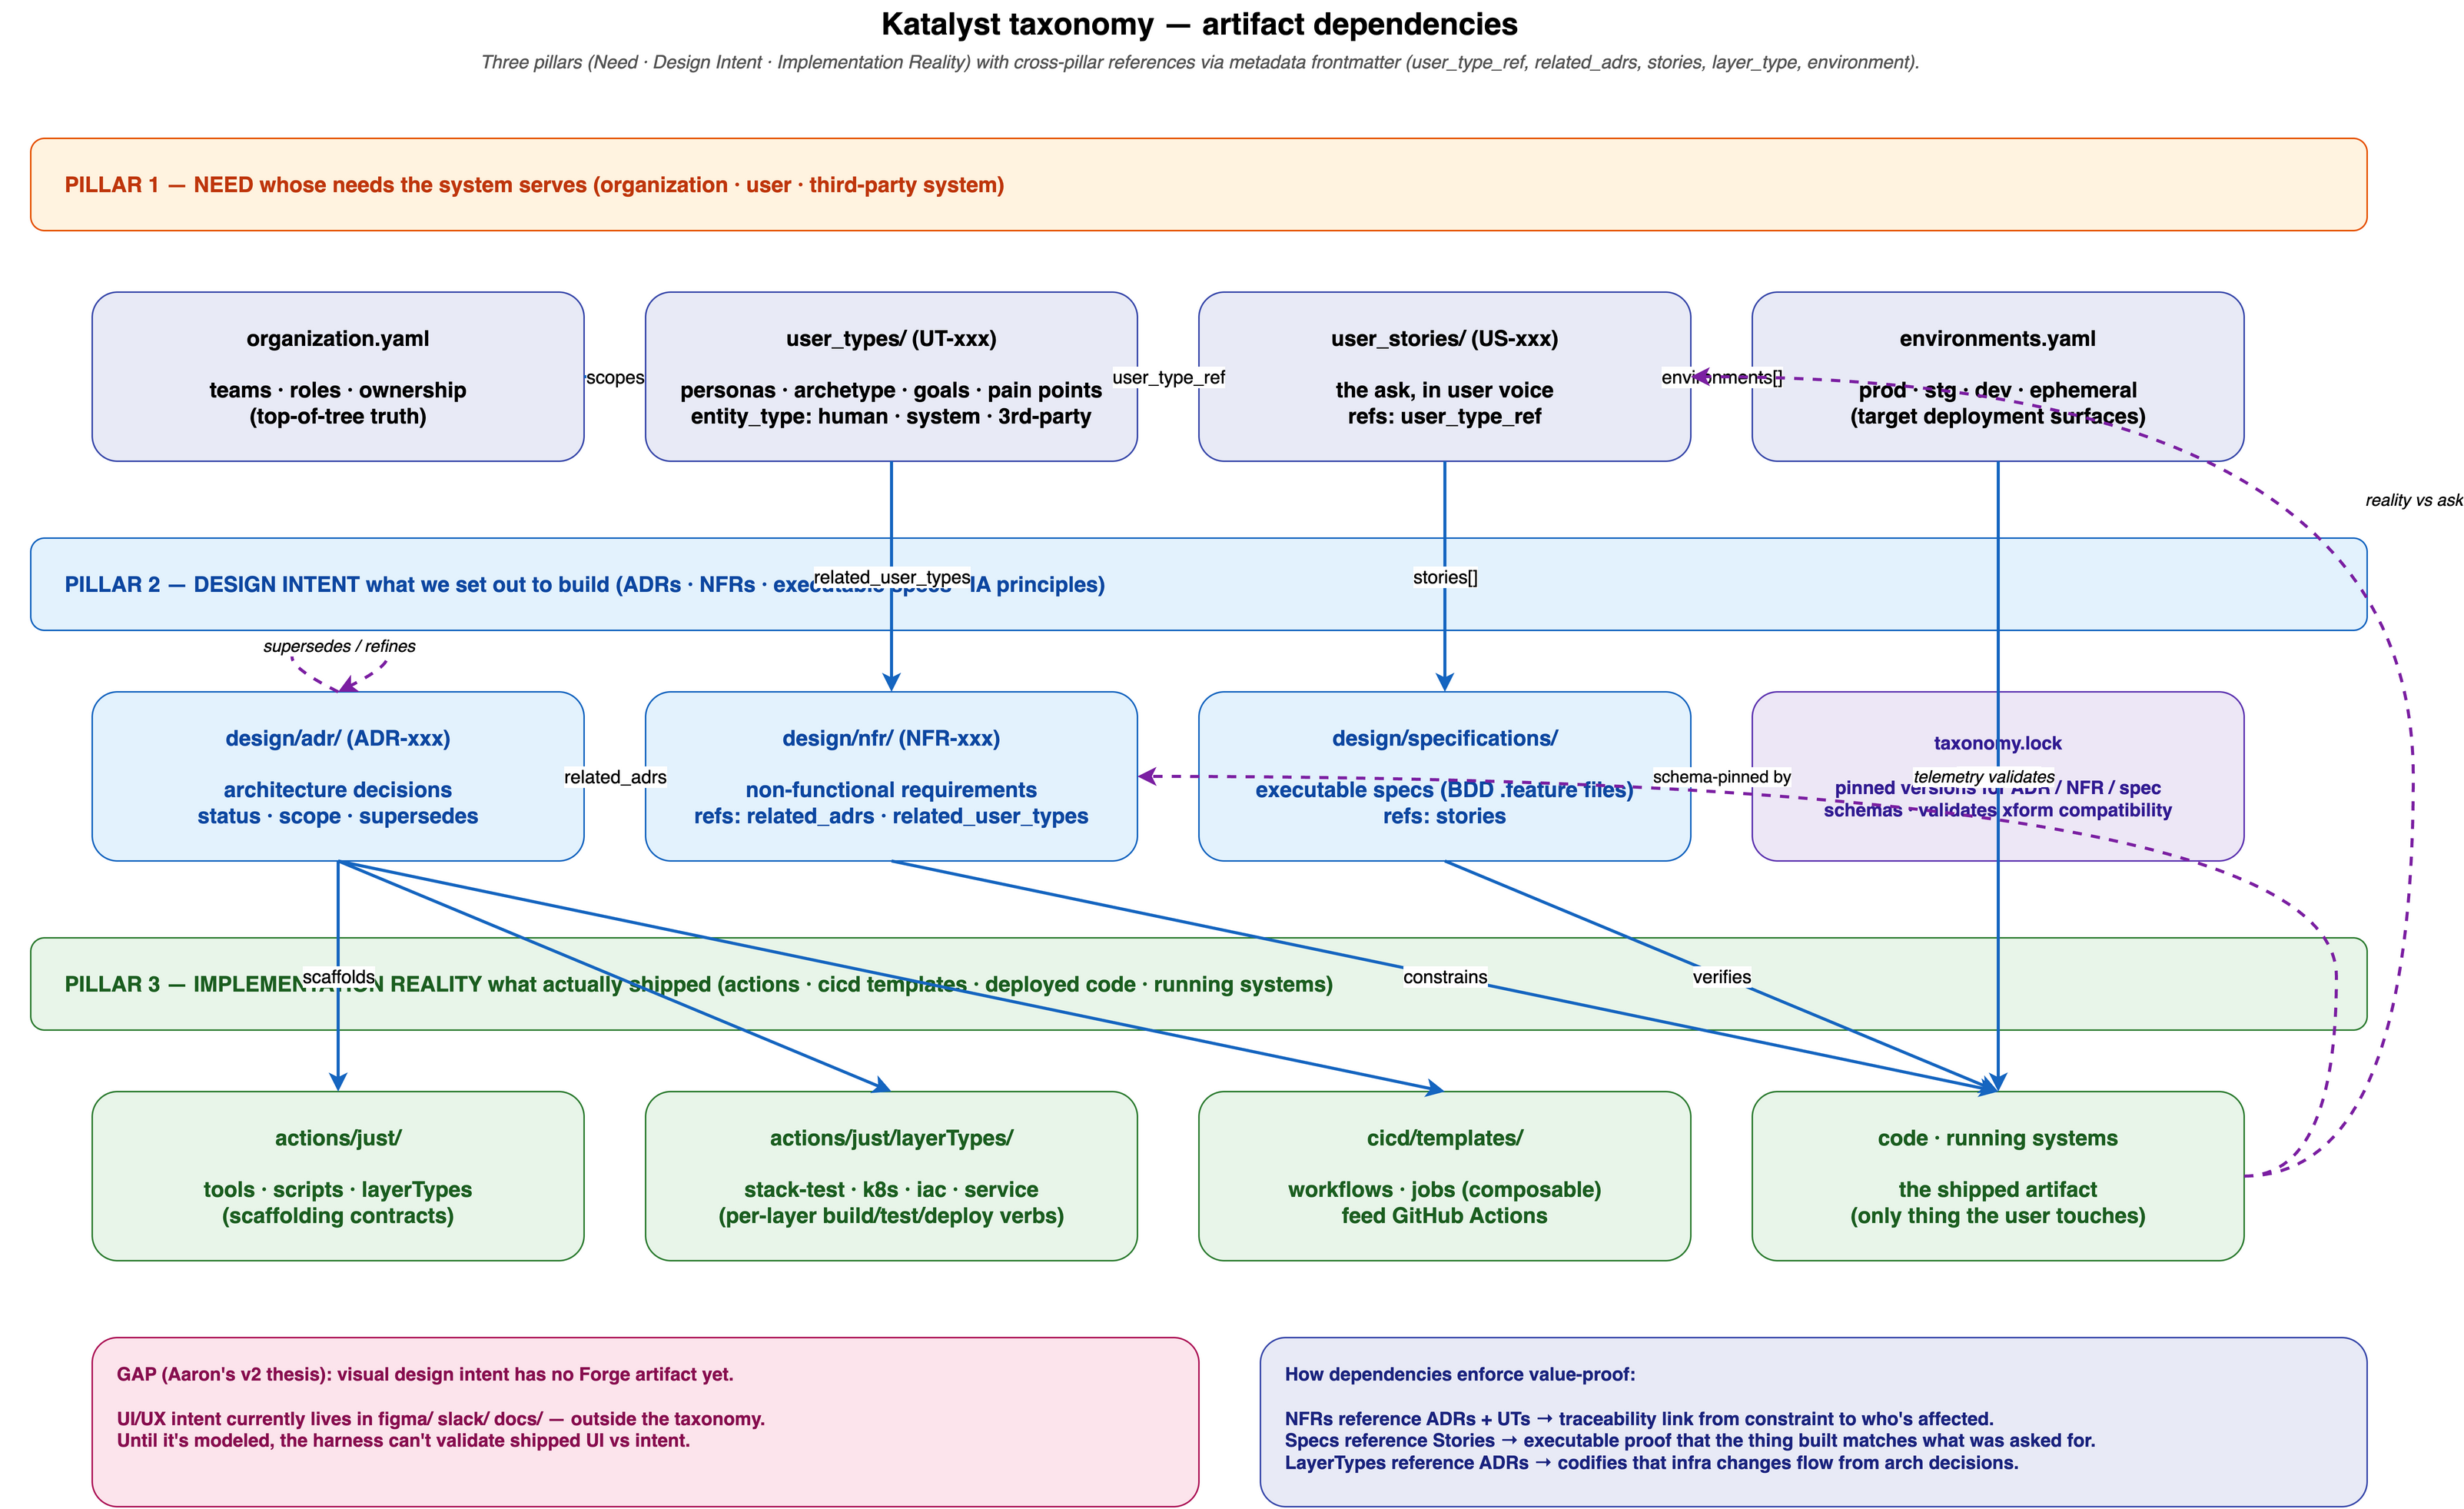 Katalyst taxonomy — artifact dependencies
Three pillars (Need · Design Intent · Implementation Reality) with cross-pillar references via metadata frontmatter (user_type_ref, related_adrs, stories, layer_type, environment).
PILLAR 1 — NEED whose needs the system serves (organization · user · third-party system)
organization.yaml
teams · roles · ownership
(top-of-tree truth)
scopes
user_types/ (UT-xxx)
personas · archetype · goals · pain points
entity_type: human · system · 3rd-party
user_type_ref
user_stories/ (US-xxx)
the ask, in user voice
refs: user_type_ref
environments[]
environments.yaml
prod · stg · dev · ephemeral
(target deployment surfaces)
reality vs ask
PILLAR 2 — DESIGN INTENT what we set out to build (ADRs · NFRs · executable specs · IA principles)
related_user_types
stories[]
supersedes / refines
design/adr/ (ADR-xxx)
architecture decisions
status · scope · supersedes
related_adrs
design/nfr/ (NFR-xxx)
non-functional requirements
refs: related_adrs · related_user_types
design/specifications/
executable specs (BDD .feature files)
refs: stories
schema-pinned by
taxonomy.lock
telemetry validates
pinned versions for ADR / NFR / spec
schemas · validates xform compatibility
PILLAR 3 — IMPLEMENTATION REALITY what actually shipped (actions · cicd templates · deployed code · running systems)
scaffolds
constrains
verifies
actions/just/
tools · scripts · layerTypes
(scaffolding contracts)
actions/just/layerTypes/
stack-test · k8s · iac · service
(per-layer build/test/deploy verbs)
cicd/templates/
workflows · jobs (composable)
feed GitHub Actions
code · running systems
the shipped artifact
(only thing the user touches)
GAP (Aaron's v2 thesis): visual design intent has no Forge artifact yet.
UI/UX intent currently lives in figma/ slack/ docs/ — outside the taxonomy.
Until it's modeled, the harness can't validate shipped UI vs intent.
How dependencies enforce value-proof:
NFRs reference ADRs + UTs → traceability link from constraint to who's affected.
Specs reference Stories → executable proof that the thing built matches what was asked for.
LayerTypes reference ADRs → codifies that infra changes flow from arch decisions.